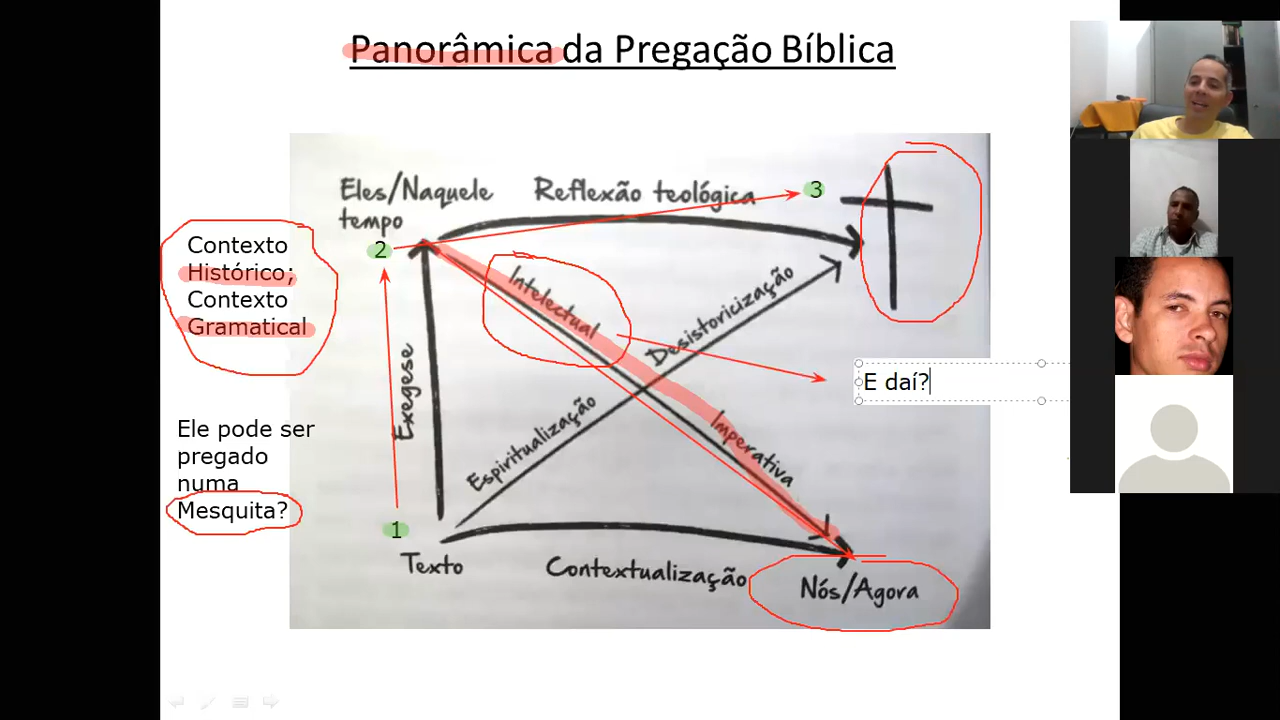 Panorâmica da Pregação Bíblica
Eles/Naquele
tempo
Reflexão teológica
3
2
Contexto
Histórico;
Contexto
Gramatical
Intelectual
Desistoricização
E daí?
Exegese
Espiritualização
Imperativa
Ele pode ser
pregado
numa
Mesquita?
1
Texto
Contextualização
Nós/Agora